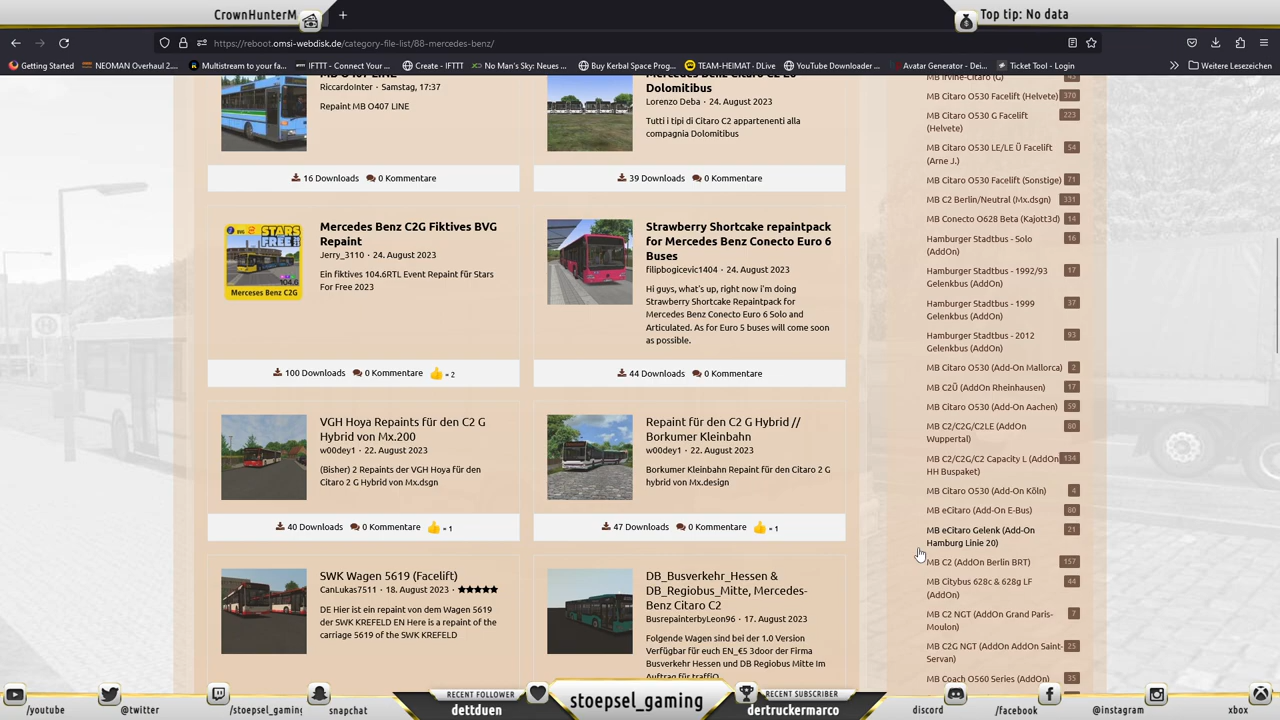 CrownHunterM
Top tip: No data
https://reboot.omsi-webdisk.de/category-file-list/88-mercedes-benz/
Getting Started
NEOMAN Overhaul 2....
Multistream to your fa...
IFTTT - Connect Your ...
Create - IFTTT
No Man's Sky: Neues ...
Buy Kerbal Space Prog...
TEAM-HEIMAT - DLive
YouTube Downloader ...
Avatar Generator - Dei...
Ticket Tool - Login
Weitere Lesezeichen
MB O407 LINE
RiccardoInter · Samstag, 17:37
Repaint MB O407 LINE
16 Downloads 0 Kommentare
Mercedes Benz Citaro C2 E6
Dolomitibus
Lorenzo Deba · 24. August 2023
Tutti i tipi di Citaro C2 appartenenti alla
compagnia Dolomitibus
39 Downloads 0 Kommentare
STARS
FREE
104.6
Merceses Benz C2G
Mercedes Benz C2G Fiktives BVG
Repaint
Jerry_3110 · 24. August 2023
Ein fiktives 104.6RTL Event Repaint für Stars
For Free 2023
100 Downloads 0 Kommentare = 2
Strawberry Shortcake repaintpack
for Mercedes Benz Conecto Euro 6
Buses
filipbogicevic1404 · 24. August 2023
Hi guys, what's up, right now i'm doing
Strawberry Shortcake Repaintpack for
Mercedes Benz Conecto Euro 6 Solo and
Articulated. As for Euro 5 buses will come soon
as possible.
44 Downloads 0 Kommentare
VGH Hoya Repaints für den C2 G
Hybrid von Mx.200
w00dey1 · 22. August 2023
(Bisher) 2 Repaints der VGH Hoya für den
Citaro 2 G Hybrid von Mx.dsgn
40 Downloads 0 Kommentare = 1
Repaint für den C2 G Hybrid //
Borkumer Kleinbahn
w00dey1 · 22. August 2023
Borkumer Kleinbahn Repaint für den Citaro 2 G
hybrid von Mx.design
47 Downloads 0 Kommentare = 1
SWK Wagen 5619 (Facelift)
CanLukas7511 · 18. August 2023 ·
DE Hier ist ein repaint von dem Wagen 5619
der SWK KREFELD EN Here is a repaint of the
carriage 5619 of the SWK KREFELD
DB_Busverkehr_Hessen &
DB_Regiobus_Mitte, Mercedes-
Benz Citaro C2
BusrepainterbyLeon96 · 17. August 2023
Folgende Wagen sind bei der 1.0 Version
Verfügbar für euch EN_€5 3door der Firma
Busverkehr Hessen und DB Regiobus Mitte Im
Auftrag für traffiQ
MB Irvine-Citaro (G) 43
MB Citaro O530 Facelift (Helvete) 370
MB Citaro O530 G Facelift 223
(Helvete)
MB Citaro O530 LE/LE Ü Facelift 54
(Arne J.)
MB Citaro O530 Facelift (Sonstige) 71
MB C2 Berlin/Neutral (Mx.dsgn) 331
MB Conecto O628 Beta (Kajott3d) 14
Hamburger Stadtbus - Solo 16
(AddOn)
Hamburger Stadtbus - 1992/93 17
Gelenkbus (AddOn)
Hamburger Stadtbus - 1999 37
Gelenkbus (AddOn)
Hamburger Stadtbus - 2012 93
Gelenkbus (AddOn)
MB Citaro O530 (Add-On Mallorca) 2
MB C2Ü (AddOn Rheinhausen) 17
MB Citaro O530 (Add-On Aachen) 59
MB C2/C2G/C2LE (AddOn 80
Wuppertal)
MB C2/C2G/C2 Capacity L (AddOn 134
HH Buspaket)
MB Citaro O530 (Add-On Köln) 4
MB eCitaro (Add-On E-Bus) 80
MB eCitaro Gelenk (Add-On 21
Hamburg Linie 20)
MB C2 (AddOn Berlin BRT) 157
MB Citybus 628c & 628g LF 44
(AddOn)
MB C2 NGT (AddOn Grand Paris- 7
Moulon)
MB C2G NGT (AddOn AddOn Saint- 25
Servan)
MB Coach O560 Series (AddOn) 35
/youtube
@twitter
/stoepsel_gaming
snapchat
RECENT FOLLOWER
dettduen
stoepsel_gaming
RECENT SUBSCRIBER
dertruckermarco
discord
/facebook
@instagram
xbox